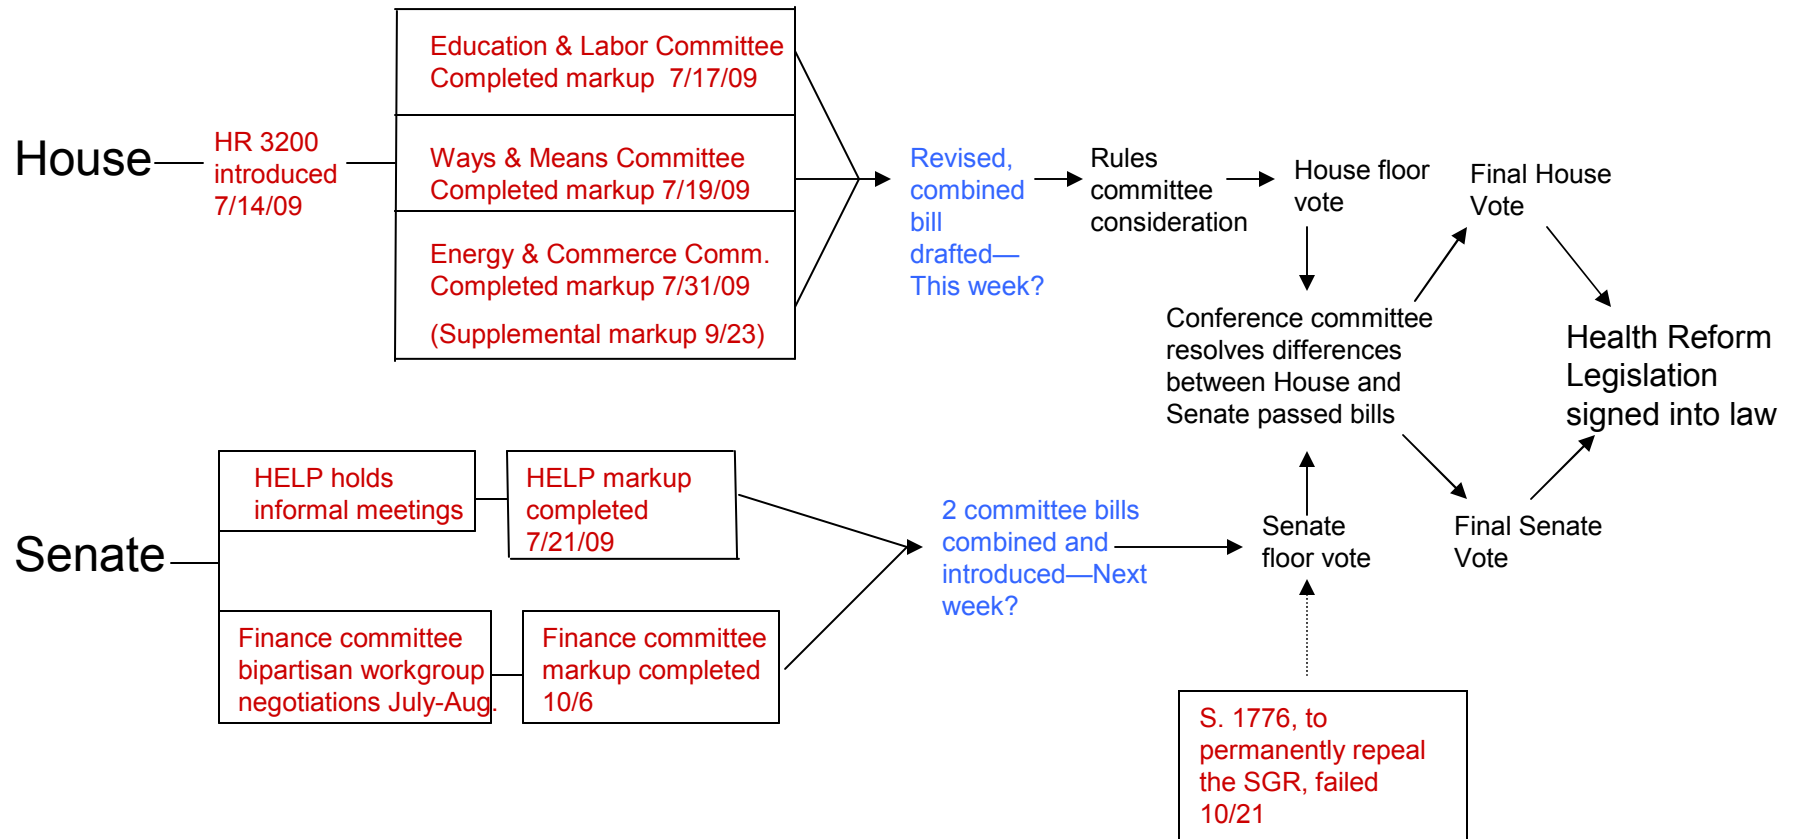 House
HR 3200
introduced
7/14/09
Education & Labor Committee
Completed markup 7/17/09
Ways & Means Committee
Completed markup 7/19/09
Energy & Commerce Comm.
Completed markup 7/31/09
(Supplemental markup 9/23)
Revised,
combined
bill
drafted—
This week?
Rules
committee
consideration
House floor
vote
Final House
Vote
Conference committee
resolves differences
between House and
Senate passed bills
Health Reform
Legislation
signed into law
Senate
HELP holds
informal meetings
HELP markup
completed
7/21/09
Finance committee
bipartisan workgroup
negotiations July-Aug.
Finance committee
markup completed
10/6
2 committee bills
combined and
introduced—Next
week?
Senate
floor vote
Final Senate
Vote
S. 1776, to
permanently repeal
the SGR, failed
10/21